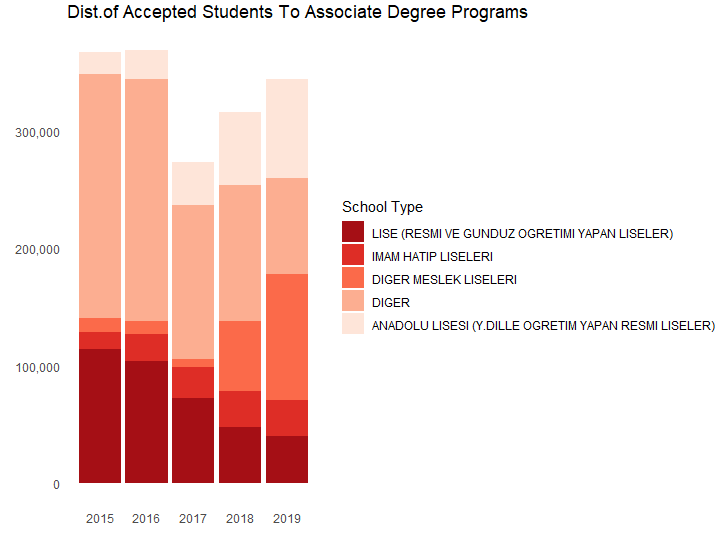 Dist.of Accepted Students To Associate Degree Programs
300,000
200,000
100,000
0
2015 2016 2017 2018 2019
School Type
LISE (RESMI VE GUNDUZ OGRETIMI YAPAN LISELER)
IMAM HATIP LISELERI
DIGER MESLEK LISELERI
DIGER
ANADOLU LISESI (Y.DILLE OGRETIM YAPAN RESMI LISELER)